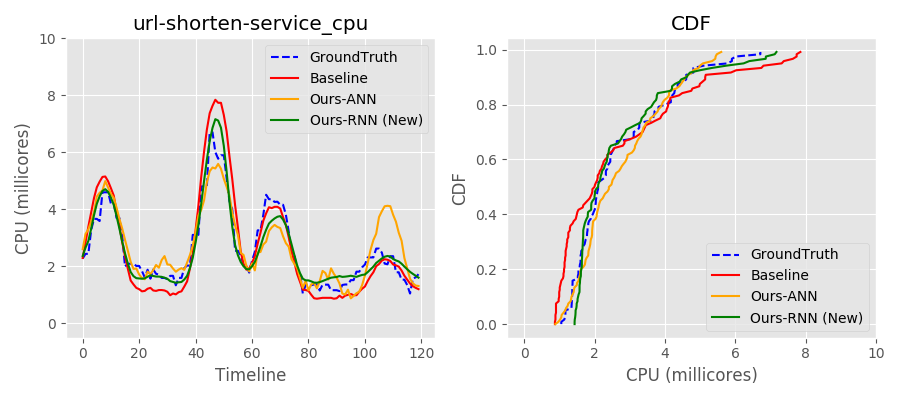 url-shorten-service_cpu
CPU (millicores)
10
8
6
4
2
0
0 20 40 60 80 100 120
Timeline
GroundTruth
Baseline
Ours-ANN
Ours-RNN (New)
CDF
CDF
1.0
0.8
0.6
0.4
0.2
0.0
0 2 4 6 8 10
CPU (millicores)
GroundTruth
Baseline
Ours-ANN
Ours-RNN (New)